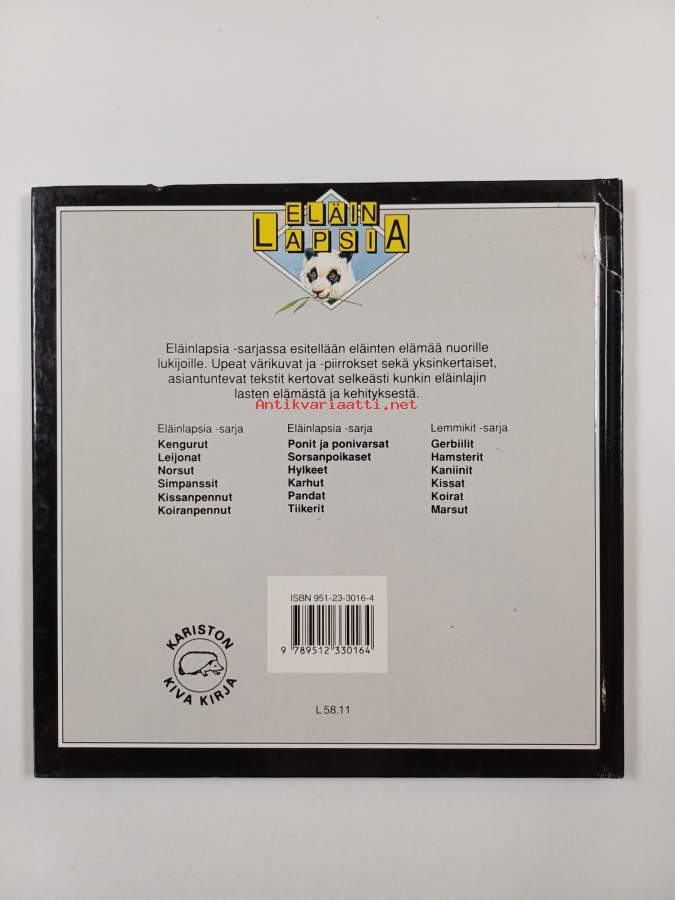 ELÄIN
LAPSIA
Eläinlapsia -sarjassa esitellään eläinten elämää nuorille
lukijoille. Upeat värikuvat ja -piirrokset sekä yksinkertaiset,
asiantuntevat tekstit kertovat selkeästi kunkin eläinlajin
lasten elämästä ja kehityksestä.
Antikvariaatti.net
Eläinlapsia -sarja
Kengurut
Leijonat
Norsut
Simpanssit
Kissanpennut
Koiranpennut
Eläinlapsia -sarja
Ponit ja ponivarsat
Sorsanpoikaset
Hylkeet
Karhut
Pandat
Tiikerit
Lemmikit -sarja
Gerbiilit
Hamsterit
Kaniinit
Kissat
Koirat
Marsut
KARISTON
KIVA KIRJA
ISBN 951-23-3016-4
9 789512 330164
L 58.11